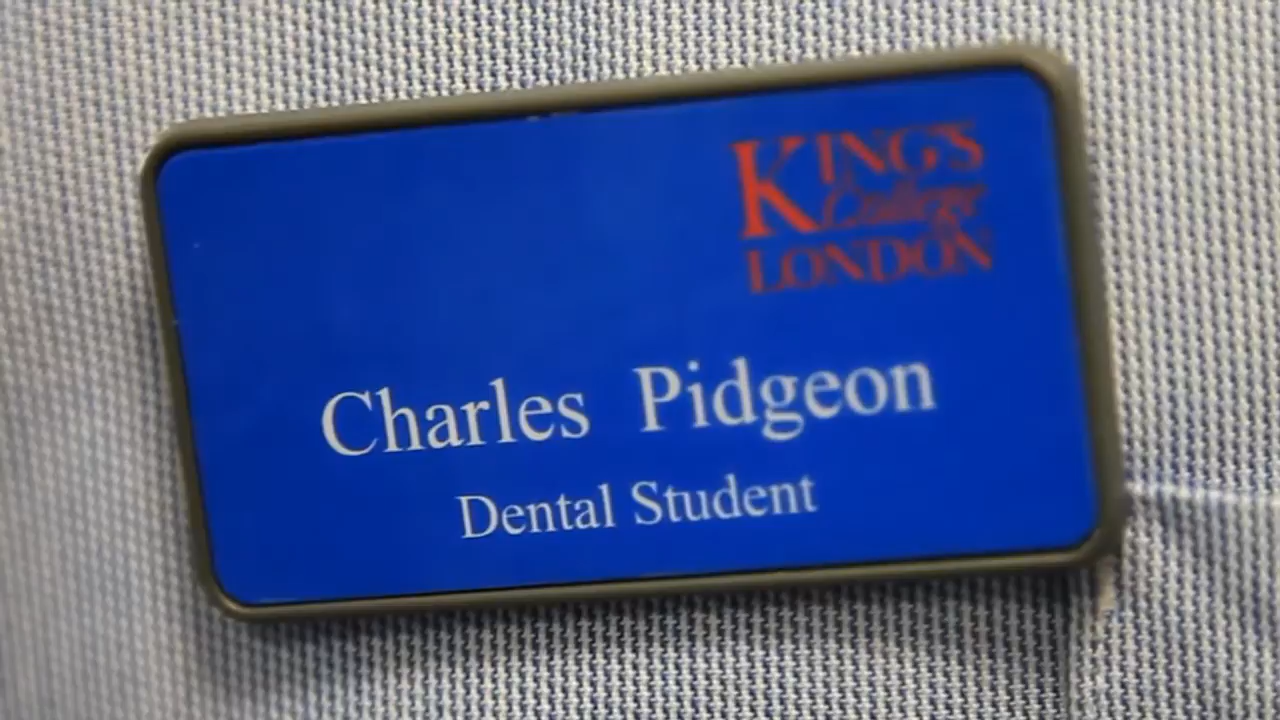 KING'S
College
LONDON
Charles Pidgeon
Dental Student